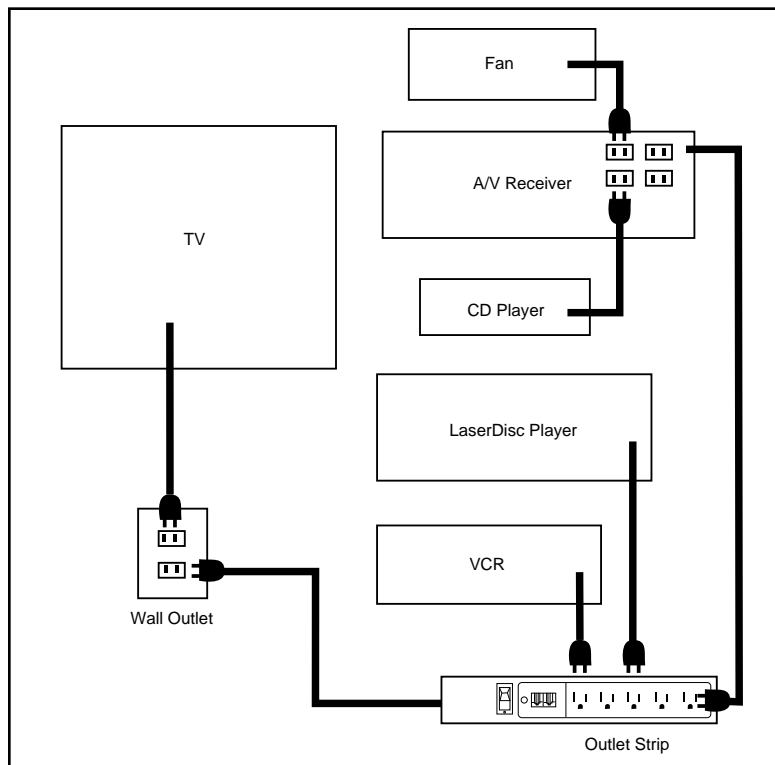 Fan
A/V Receiver
TV
CD Player
LaserDisc Player
VCR
Wall Outlet
Outlet Strip